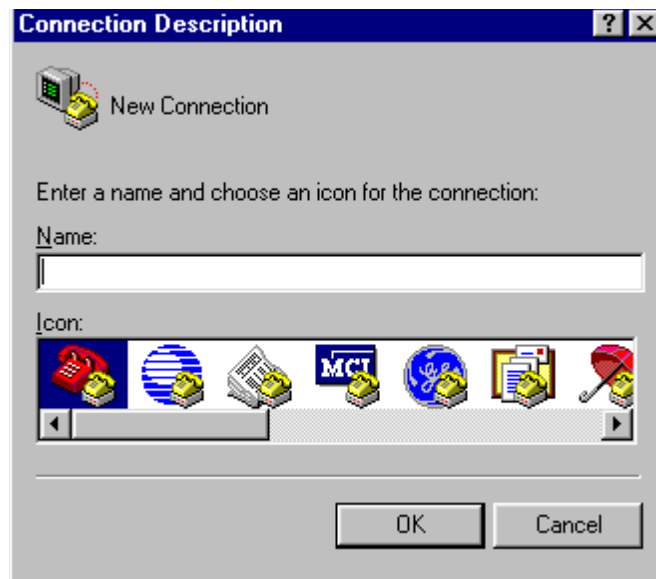 Connection Description
New Connection
Enter a name and choose an icon for the connection:
Name:
Icon:
MCI
OK
Cancel